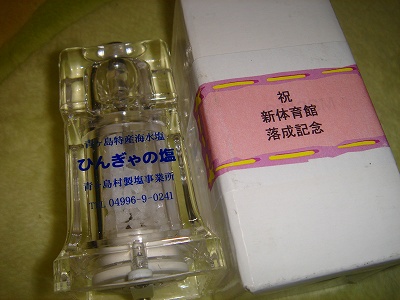 青ヶ島特産海水塩
ひんぎゃの塩
青ヶ島村製塩事業所
TEL 04996-9-0241
祝
新体育館
落成記念